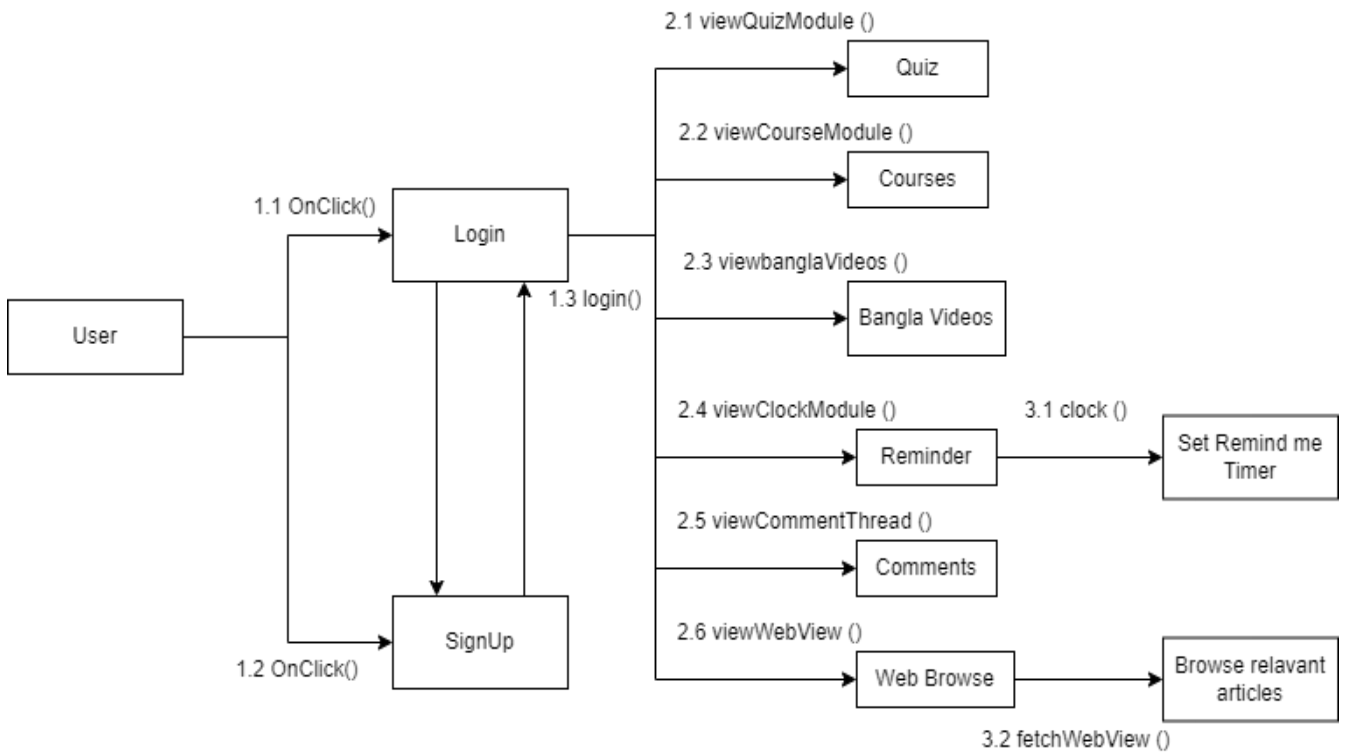 2.1 viewQuizModule ()
Quiz
2.2 viewCourseModule ()
Courses
1.1 OnClick()
Login
2.3 viewbanglaVideos ()
1.3 login()
Bangla Videos
User
2.4 viewClockModule ()
3.1 clock ()
Reminder
Set Remind me
Timer
2.5 viewCommentThread ()
Comments
SignUp
1.2 OnClick()
2.6 viewWebView ()
Web Browse
Browse relavant
articles
3.2 fetchWebView ()